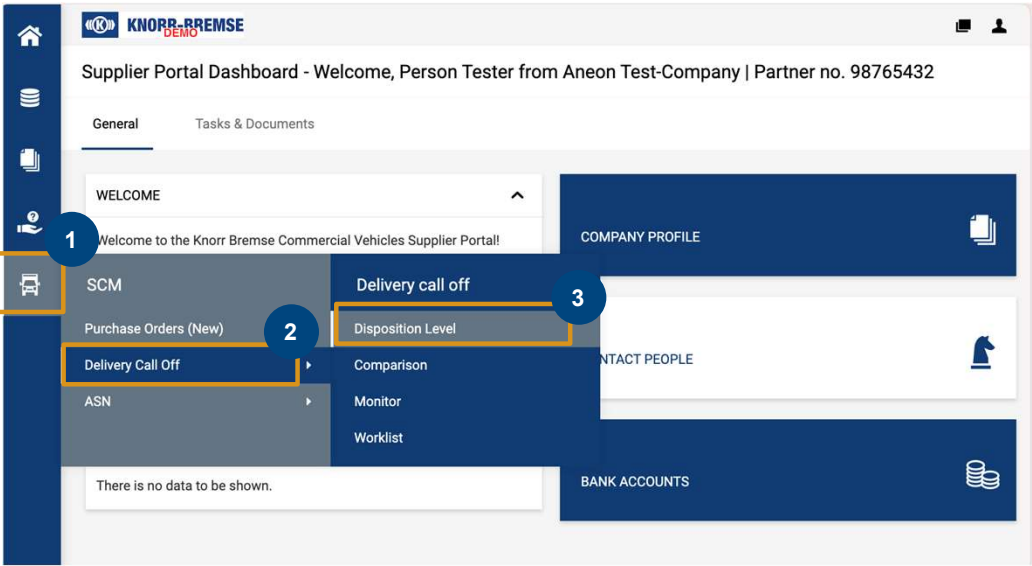 KNORR-BREMSE
DEMO
Supplier Portal Dashboard - Welcome, Person Tester from Aneon Test-Company | Partner no. 98765432
General Tasks & Documents
WELCOME
Welcome to the Knorr Bremse Commercial Vehicles Supplier Portal!
COMPANY PROFILE
1
SCM
Delivery call off
3
Purchase Orders (New)
2
Disposition Level
Delivery Call Off
Comparison
NTACT PEOPLE
ASN
Monitor
Worklist
There is no data to be shown.
BANK ACCOUNTS